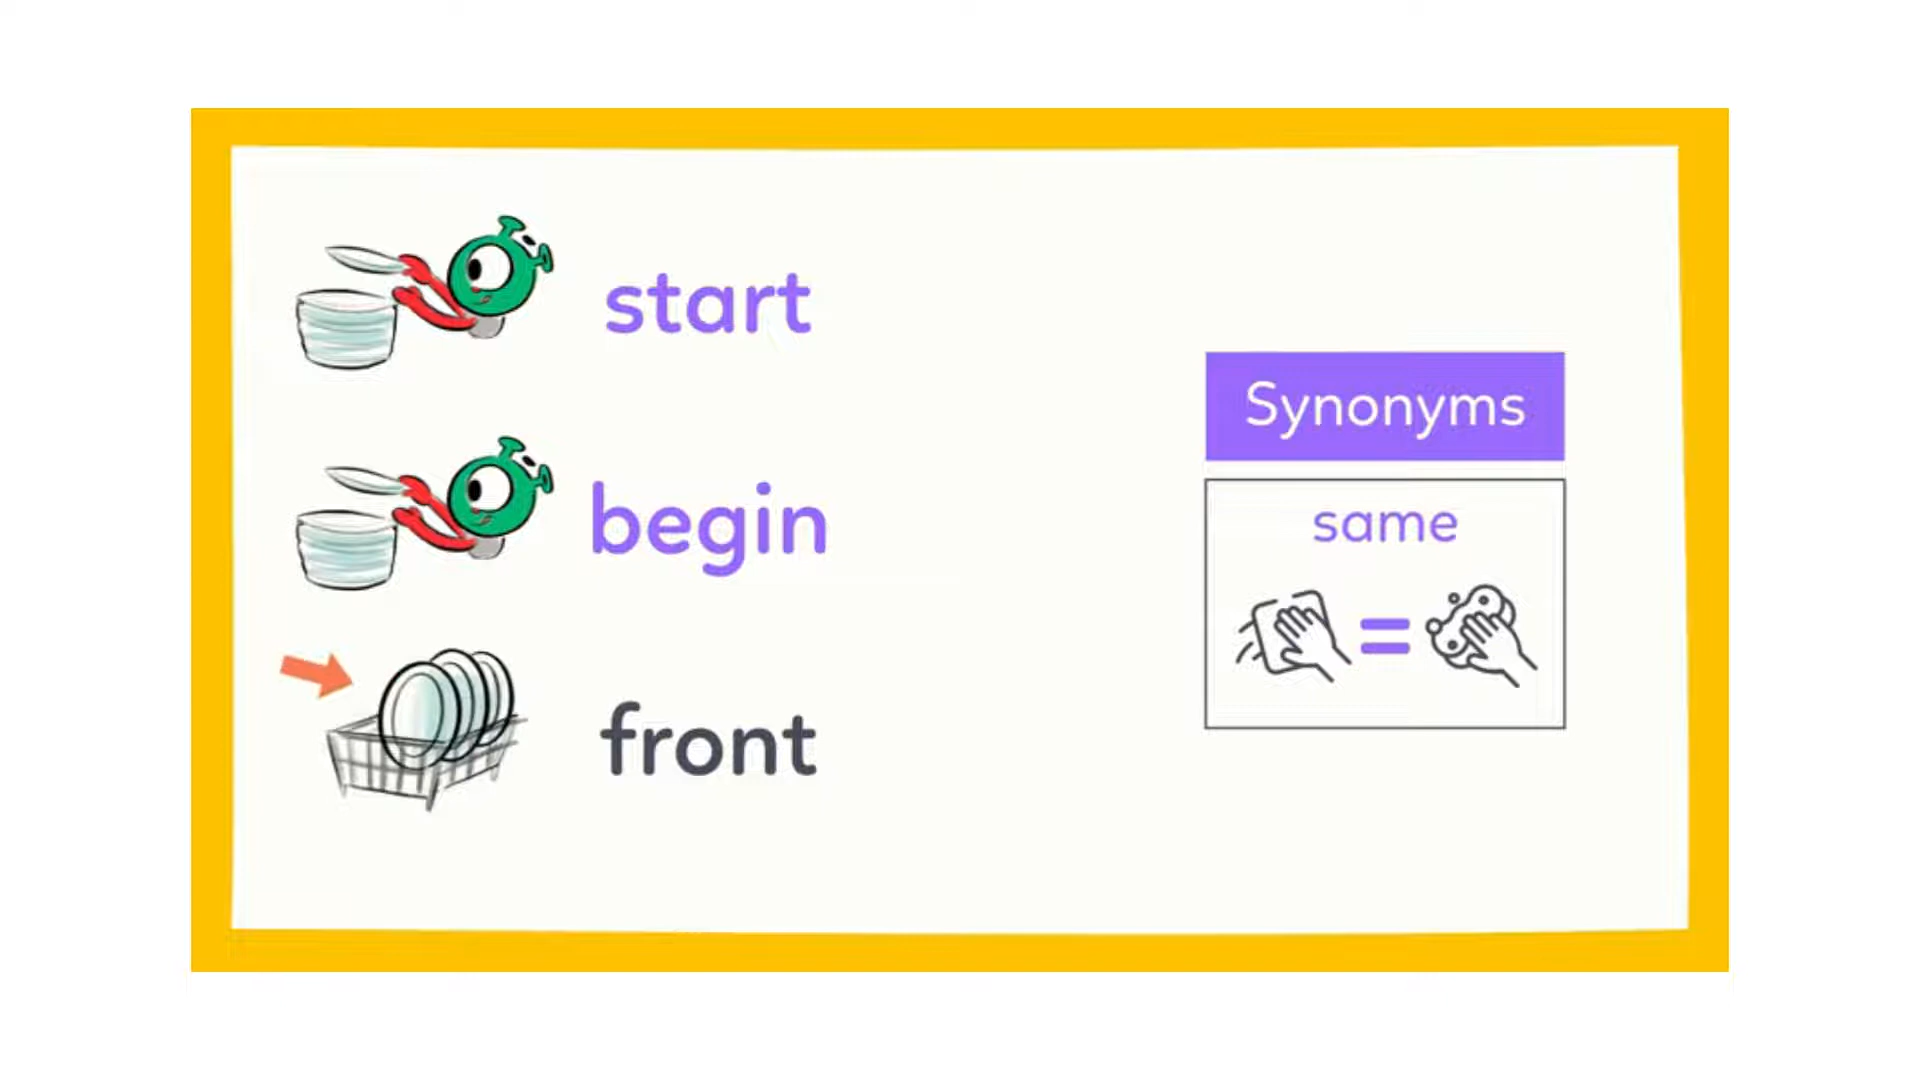 start
begin
front
Synonyms
same
=